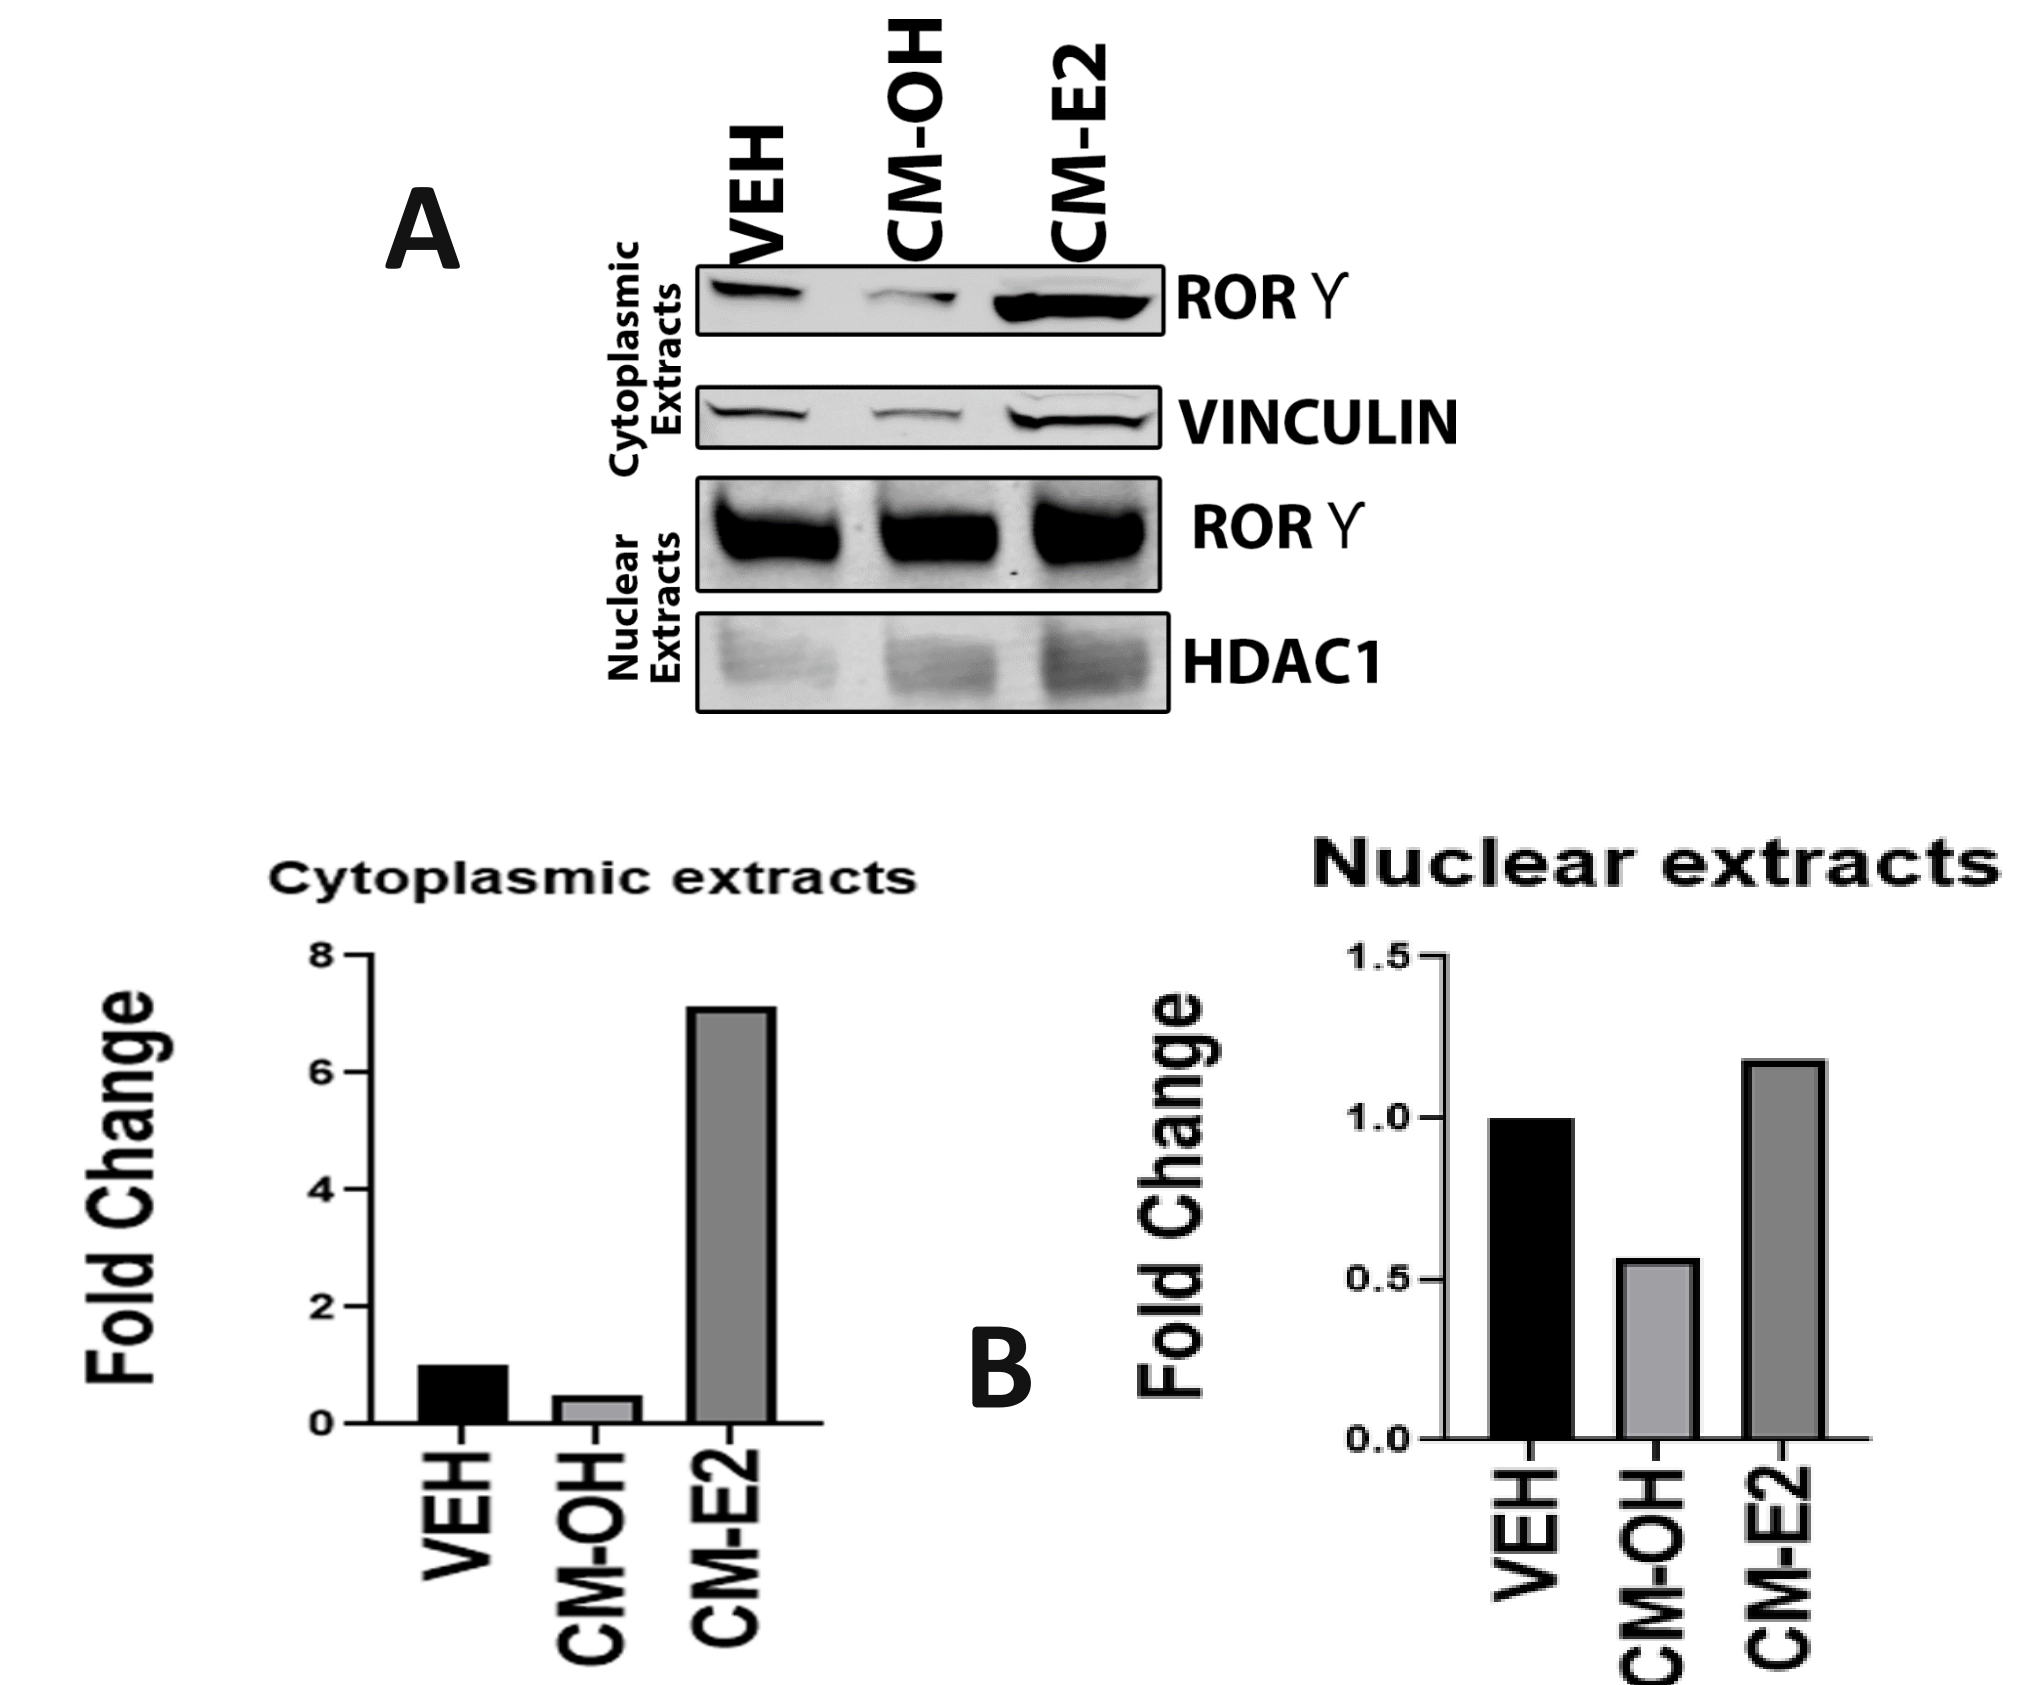 A
VEH
CM-OH
CM-E2
Cytoplasmic
Extracts
ROR ϒ
VINCULIN
Nuclear
Extracts
ROR ϒ
HDAC1
Cytoplasmic extracts
Fold Change
8
6
4
2
0
VEH
CM-OH
CM-E2
B
Nuclear extracts
Fold Change
1.5
1.0
0.5
0.0
VEH
CM-OH
CM-E2